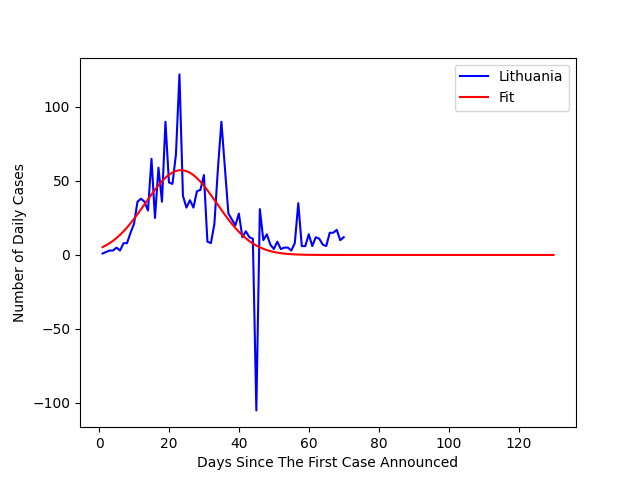 Lithuania
Fit
Number of Daily Cases
100
50
0
−50
−100
0 20 40 60 80 100 120
Days Since The First Case Announced